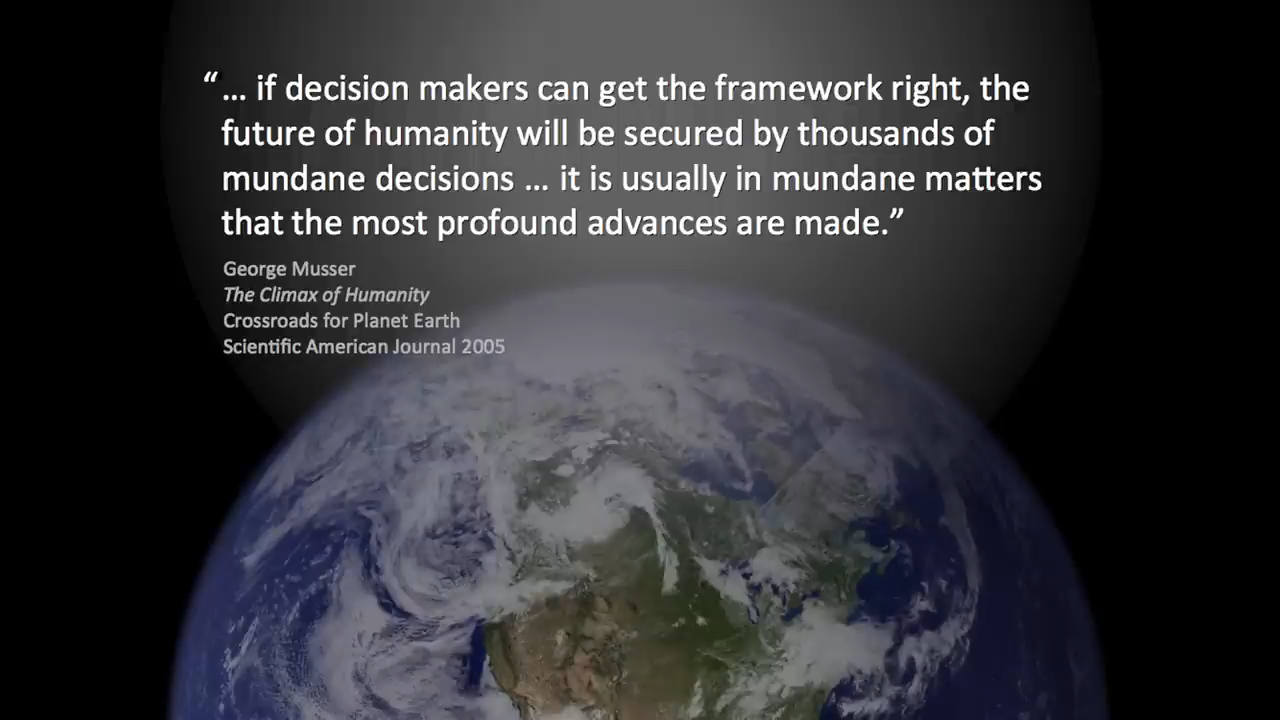 “… if decision makers can get the framework right, the
future of humanity will be secured by thousands of
mundane decisions … it is usually in mundane matters
that the most profound advances are made.”
George Musser
The Climax of Humanity
Crossroads for Planet Earth
Scientific American Journal 2005